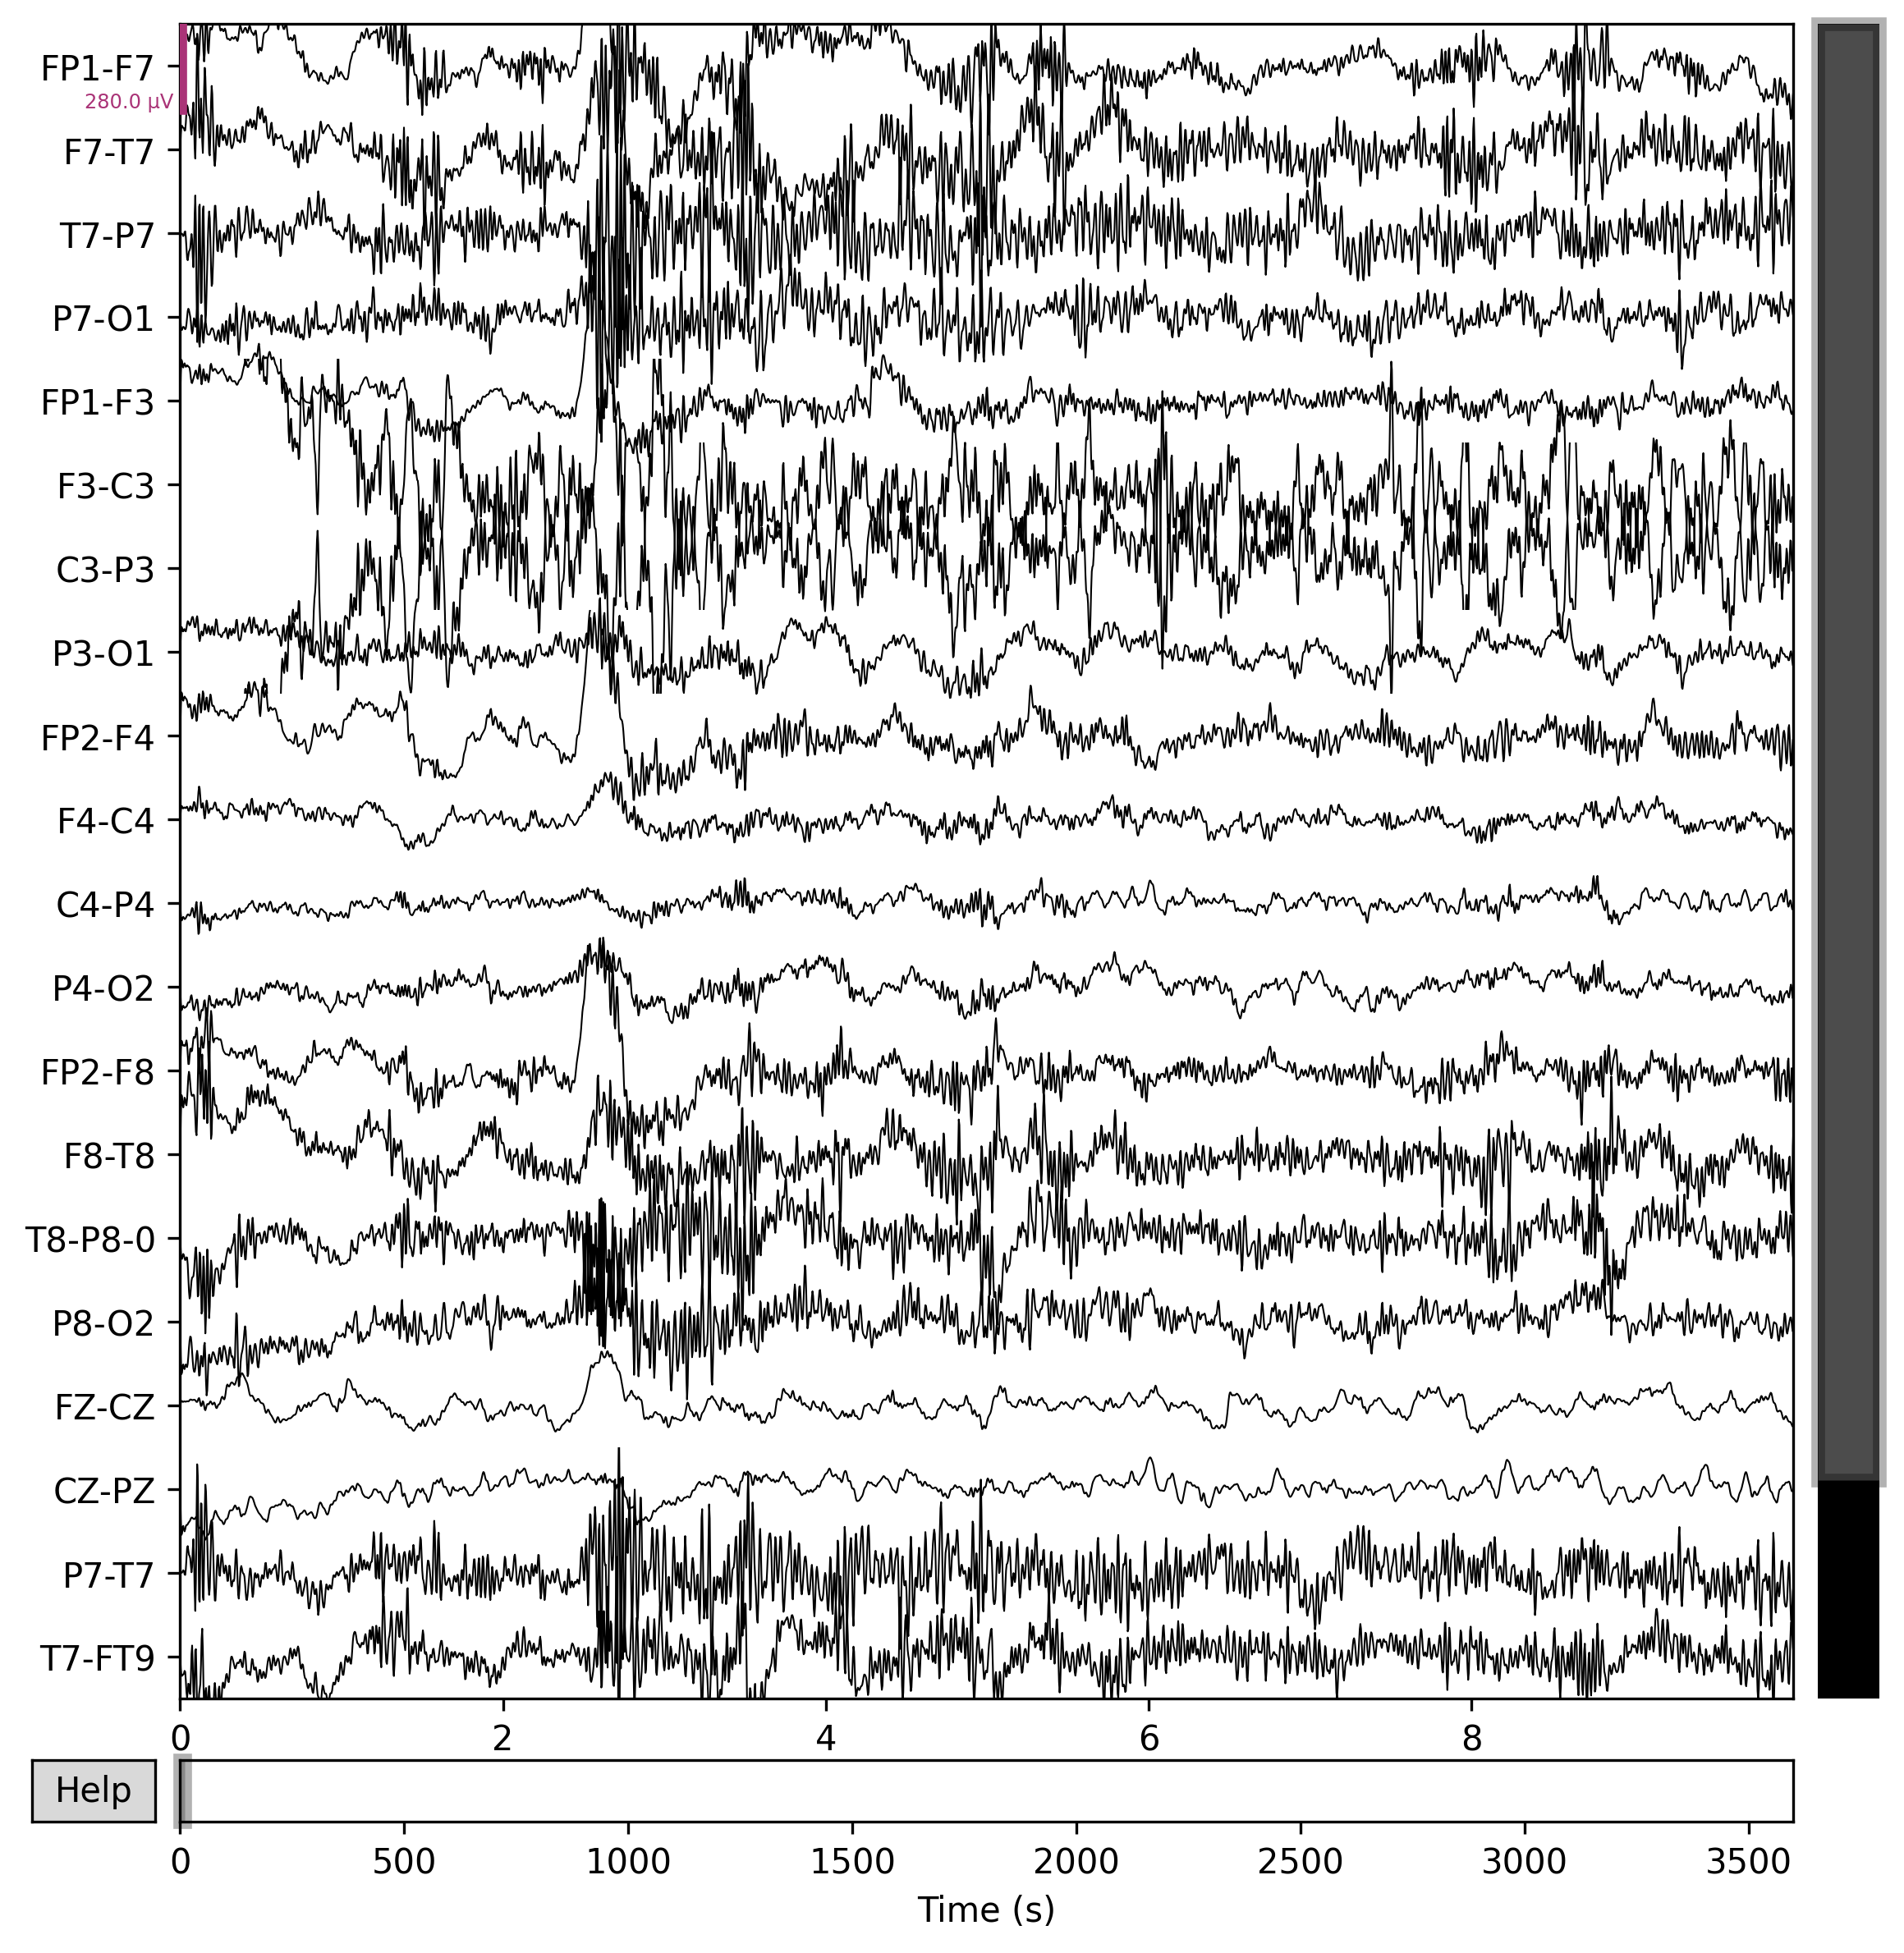 FP1-F7
280.0 µV
F7-T7
T7-P7
P7-O1
FP1-F3
F3-C3
C3-P3
P3-O1
FP2-F4
F4-C4
C4-P4
P4-O2
FP2-F8
F8-T8
T8-P8-0
P8-O2
FZ-CZ
CZ-PZ
P7-T7
T7-FT9
0 2 4 6 8
Help
0 500 1000 1500 2000 2500 3000 3500
Time (s)